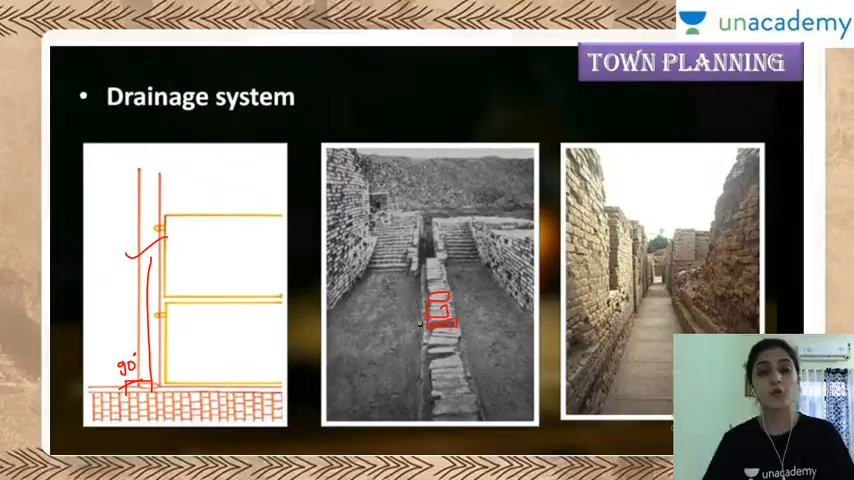 unacademy
TOWN PLANNING
• Drainage system
90°
unacademy